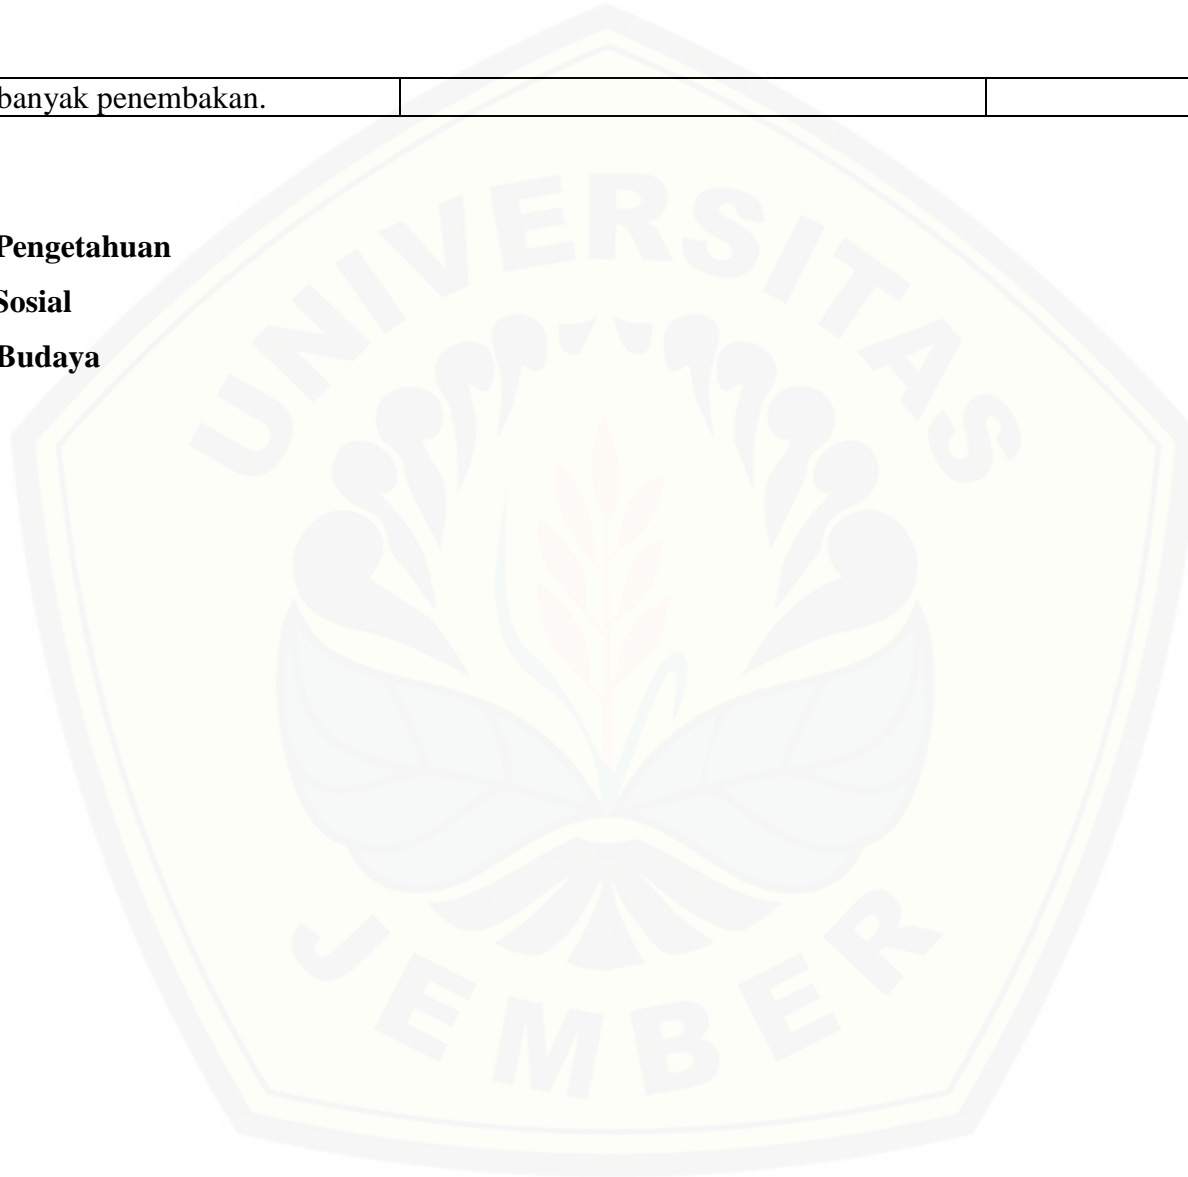 banyak penembakan.
Pengetahuan
Sosial
Budaya
UNIVERSITAS
JEMBER